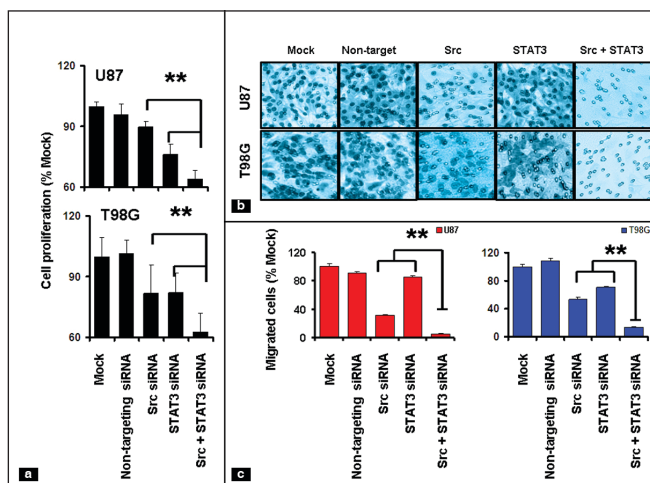 120
U87
**
90
60
120
T98G
**
100
80
60
Cell proliferation (% Mock)
Mock
Non-targeting siRNA
Src siRNA
STAT3 siRNA
Src + STAT3 siRNA
a
Mock Non-target Src STAT3 Src + STAT3
U87
T98G
b
U87
**
120
80
40
0
Migrated cells (% Mock)
Mock
Non-targeting siRNA
Src siRNA
STAT3 siRNA
Src + STAT3 siRNA
T98G
**
120
80
40
0
Mock
Non-targeting siRNA
Src siRNA
STAT3 siRNA
Src + STAT3 siRNA
c